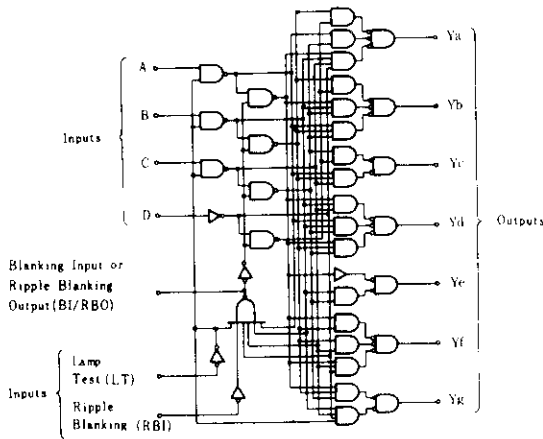 A
B
Inputs
C
D
Blanking Input or
Ripple Blanking
Output(BI/RBO)
Lamp
Test(LT)
Inputs
Ripple
Blanking (RBI)
Ya
Yb
Yc
Yd
Outputs
Ye
Yf
Yg